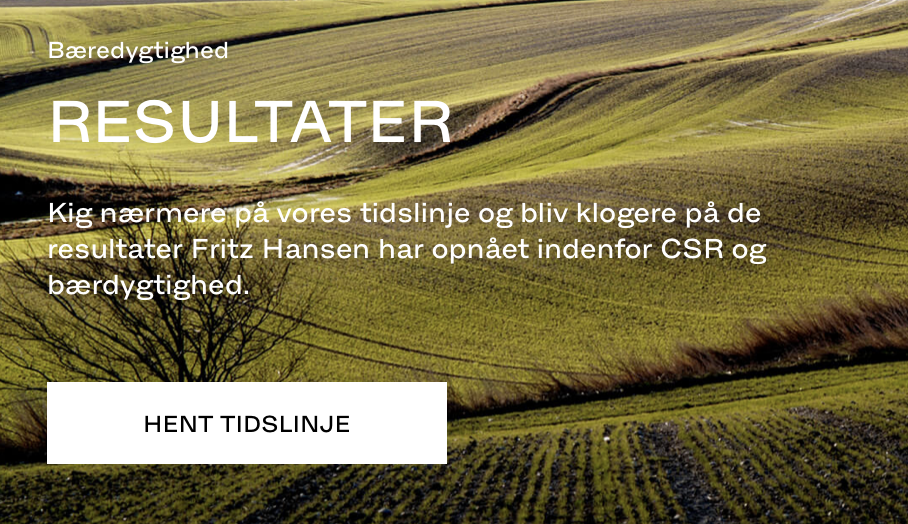 Bæredygtighed
RESULTATER
Kig nærmere på vores tidslinje og bliv klogere på de
resultater Fritz Hansen har opnået indenfor CSR og
bærdygtighed.
HENT TIDSLINJE